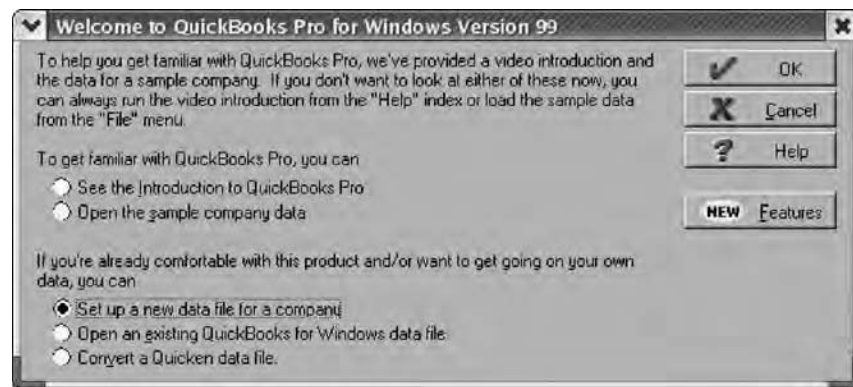 Welcome to QuickBooks Pro for Windows Version 99
To help you get familiar with QuickBooks Pro, we've provided a video introduction and
the data for a sample company. If you don't want to look at either of these now, you
can always run the video introduction from the "Help" index or load the sample data
from the "File" menu.
OK
Cancel
Help
NEW Features
To get familiar with QuickBooks Pro, you can
See the Introduction to QuickBooks Pro
Open the sample company data
If you're already comfortable with this product and/or want to get going on your own
data, you can
Set up a new data file for a company
Open an existing QuickBooks for Windows data file
Convert a Quicken data file.